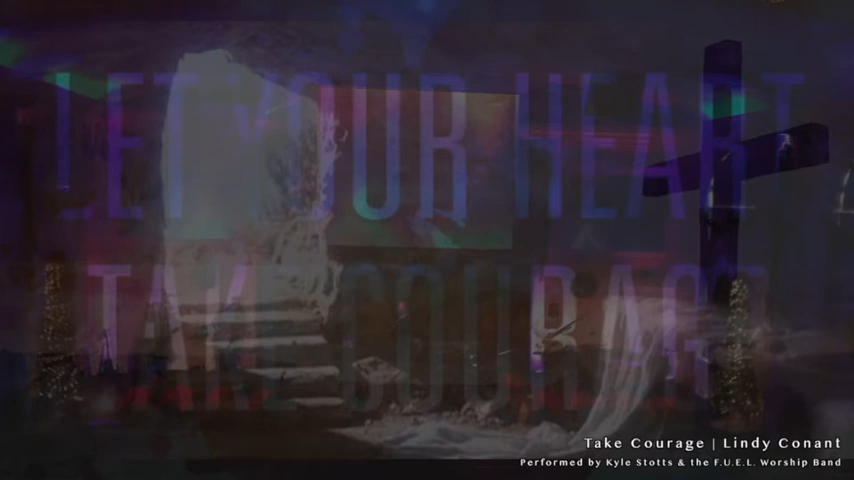 LET YOUR HEART
TAKE COURAGE
Take Courage | Lindy Conant
Performed by Kyle Stotts & the F.U.E.L. Worship Band